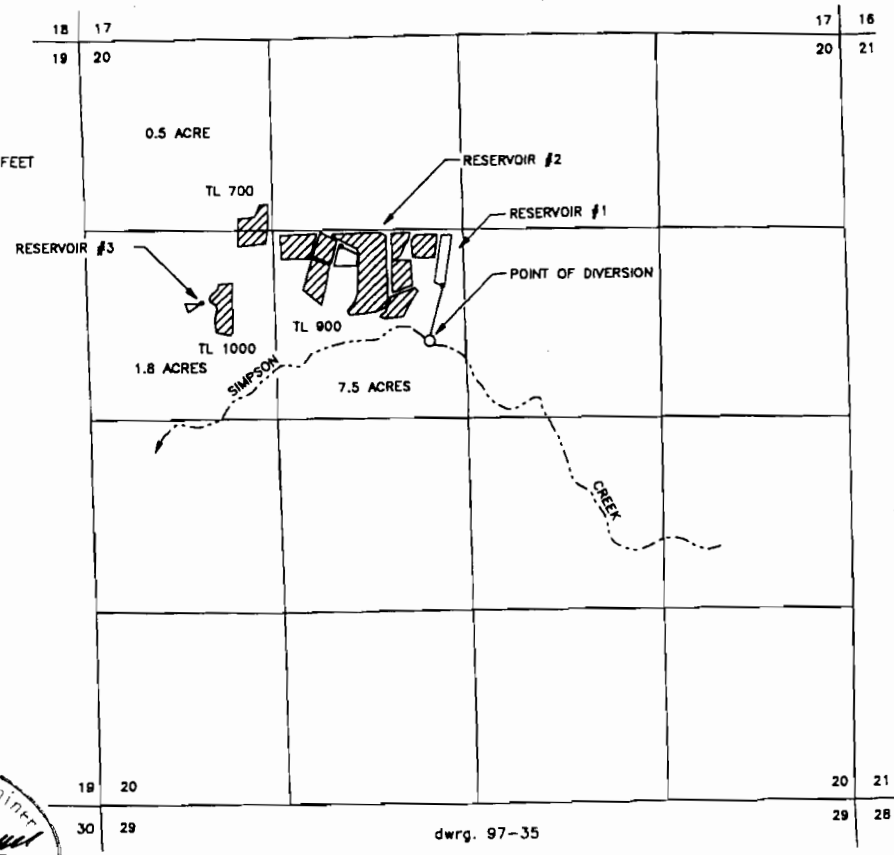 18 17
17 16
19 20
20 21
0.5 ACRE
FEET
RESERVOIR #2
TL 700
RESERVOIR #1
RESERVOIR #3
POINT OF DIVERSION
TL 900
TL 1000
1.8 ACRES
SIMPSON
7.5 ACRES
CREEK
19 20
20 21
30 29
29 28
dwrg. 97-35